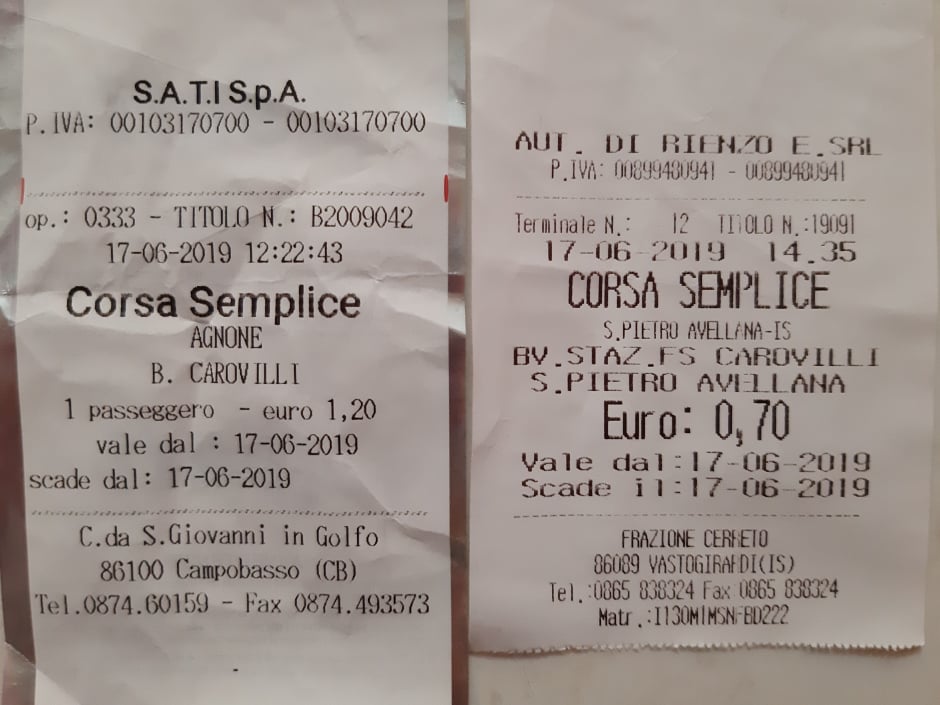 S.A.T.I S.p.A.
P.IVA: 00103170700 - 00103170700
op.: 0333 - TITOLO N.: B2009042
17-06-2019 12:22:43
Corsa Semplice
AGNONE
B. CAROVILLI
1 passeggero - euro 1,20
vale dal : 17-06-2019
scade dal: 17-06-2019
C.da S.Giovanni in Golfo
86100 Campobasso (CB)
Tel.0874.60159 - Fax 0874.493573
AUT. DI RIENZO E.SRL
P.IVA: 00899480941 - 00899480941
Terminale N.: 12 TITOLO N.:19091
17-06-2019 14.35
CORSA SEMPLICE
S.PIETRO AVELLANA-IS
BV.STAZ.FS CAROVILLI
S.PIETRO AVELLANA
Euro: 0,70
Vale dal:17-06-2019
Scade il:17-06-2019
FRAZIONE CERRETO
86089 VASTOGIRARDI(IS)
Tel.:0865 838324 Fax 0865 838324
Matr.: